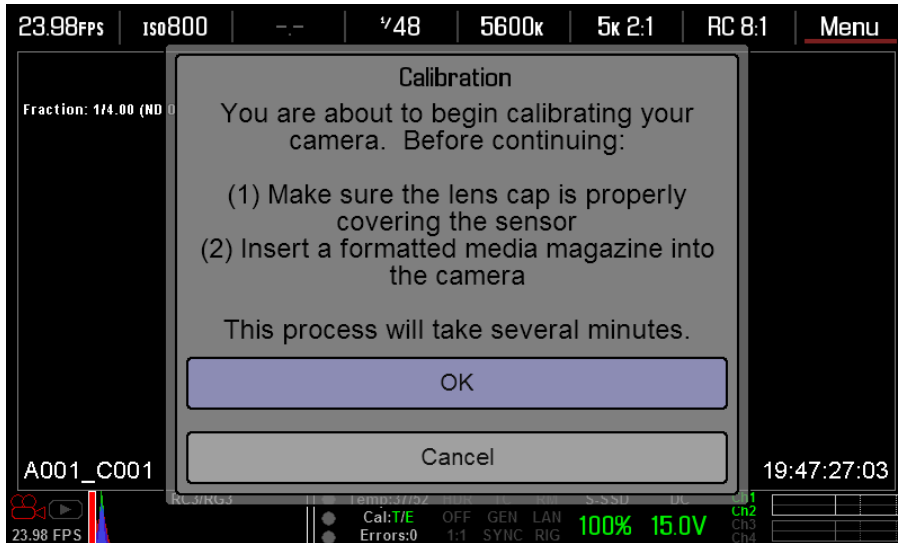 23.98FPS ISO800 -.- 1/48 5600K 5K 2:1 RC 8:1 Menu
Calibration
Fraction: 1/4.00 (ND
You are about to begin calibrating your
camera. Before continuing:
(1) Make sure the lens cap is properly
covering the sensor
(2) Insert a formatted media magazine into
the camera
This process will take several minutes.
OK
Cancel
A001_C001 19:47:27:03
RC3/RG3 Temp:37/52 HDR TC RM S-SSD DC Ch1
Cal:T/E OFF GEN LAN 100% 15.0V Ch2
23.98 FPS Errors:0 1:1 SYNC RIG Ch3
Ch4